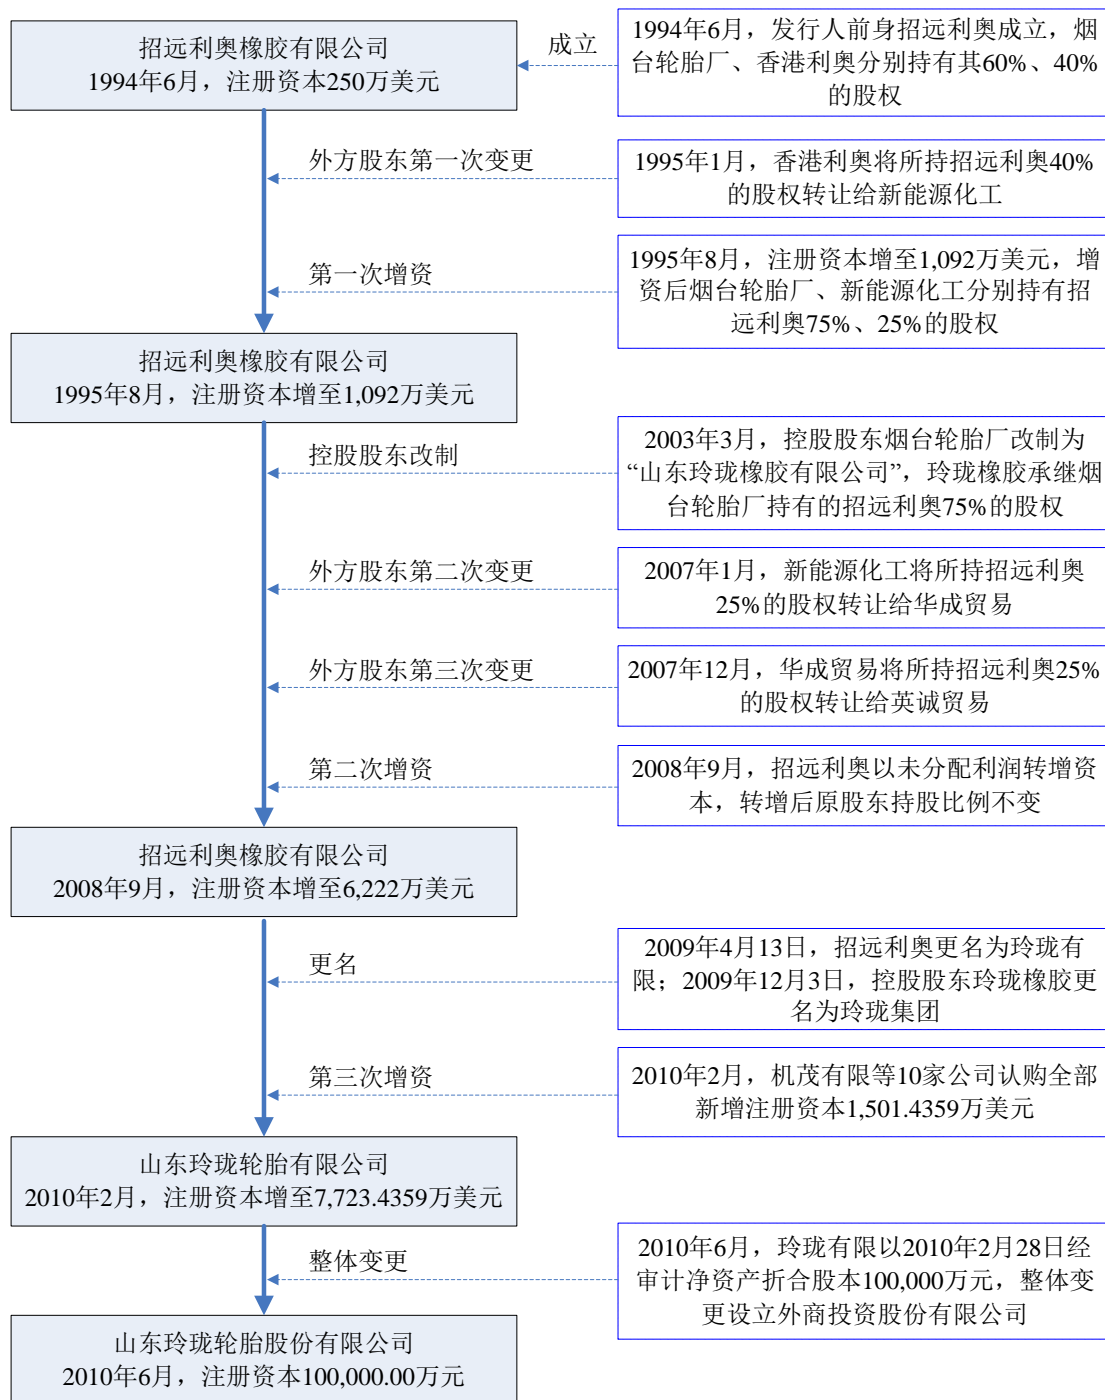 招远利奥橡胶有限公司
1994年6月，注册资本250万美元
成立
1994年6月，发行人前身招远利奥成立，烟
台轮胎厂、香港利奥分别持有其60%、40%
的股权
外方股东第一次变更
1995年1月，香港利奥将所持招远利奥40%
的股权转让给新能源化工
第一次增资
1995年8月，注册资本增至1,092万美元，增
资后烟台轮胎厂、新能源化工分别持有招
远利奥75%、25%的股权
招远利奥橡胶有限公司
1995年8月，注册资本增至1,092万美元
控股股东改制
2003年3月，控股股东烟台轮胎厂改制为
“山东玲珑橡胶有限公司”，玲珑橡胶承继烟
台轮胎厂持有的招远利奥75%的股权
外方股东第二次变更
2007年1月，新能源化工将所持招远利奥
25%的股权转让给华成贸易
外方股东第三次变更
2007年12月，华成贸易将所持招远利奥25%
的股权转让给英诚贸易
第二次增资
2008年9月，招远利奥以未分配利润转增资
本，转增后原股东持股比例不变
招远利奥橡胶有限公司
2008年9月，注册资本增至6,222万美元
更名
2009年4月13日，招远利奥更名为玲珑有
限；2009年12月3日，控股股东玲珑橡胶更
名为玲珑集团
第三次增资
2010年2月，机茂有限等10家公司认购全部
新增注册资本1,501.4359万美元
山东玲珑轮胎有限公司
2010年2月，注册资本增至7,723.4359万美元
整体变更
2010年6月，玲珑有限以2010年2月28日经
审计净资产折合股本100,000万元，整体变
更设立外商投资股份有限公司
山东玲珑轮胎股份有限公司
2010年6月，注册资本100,000.00万元